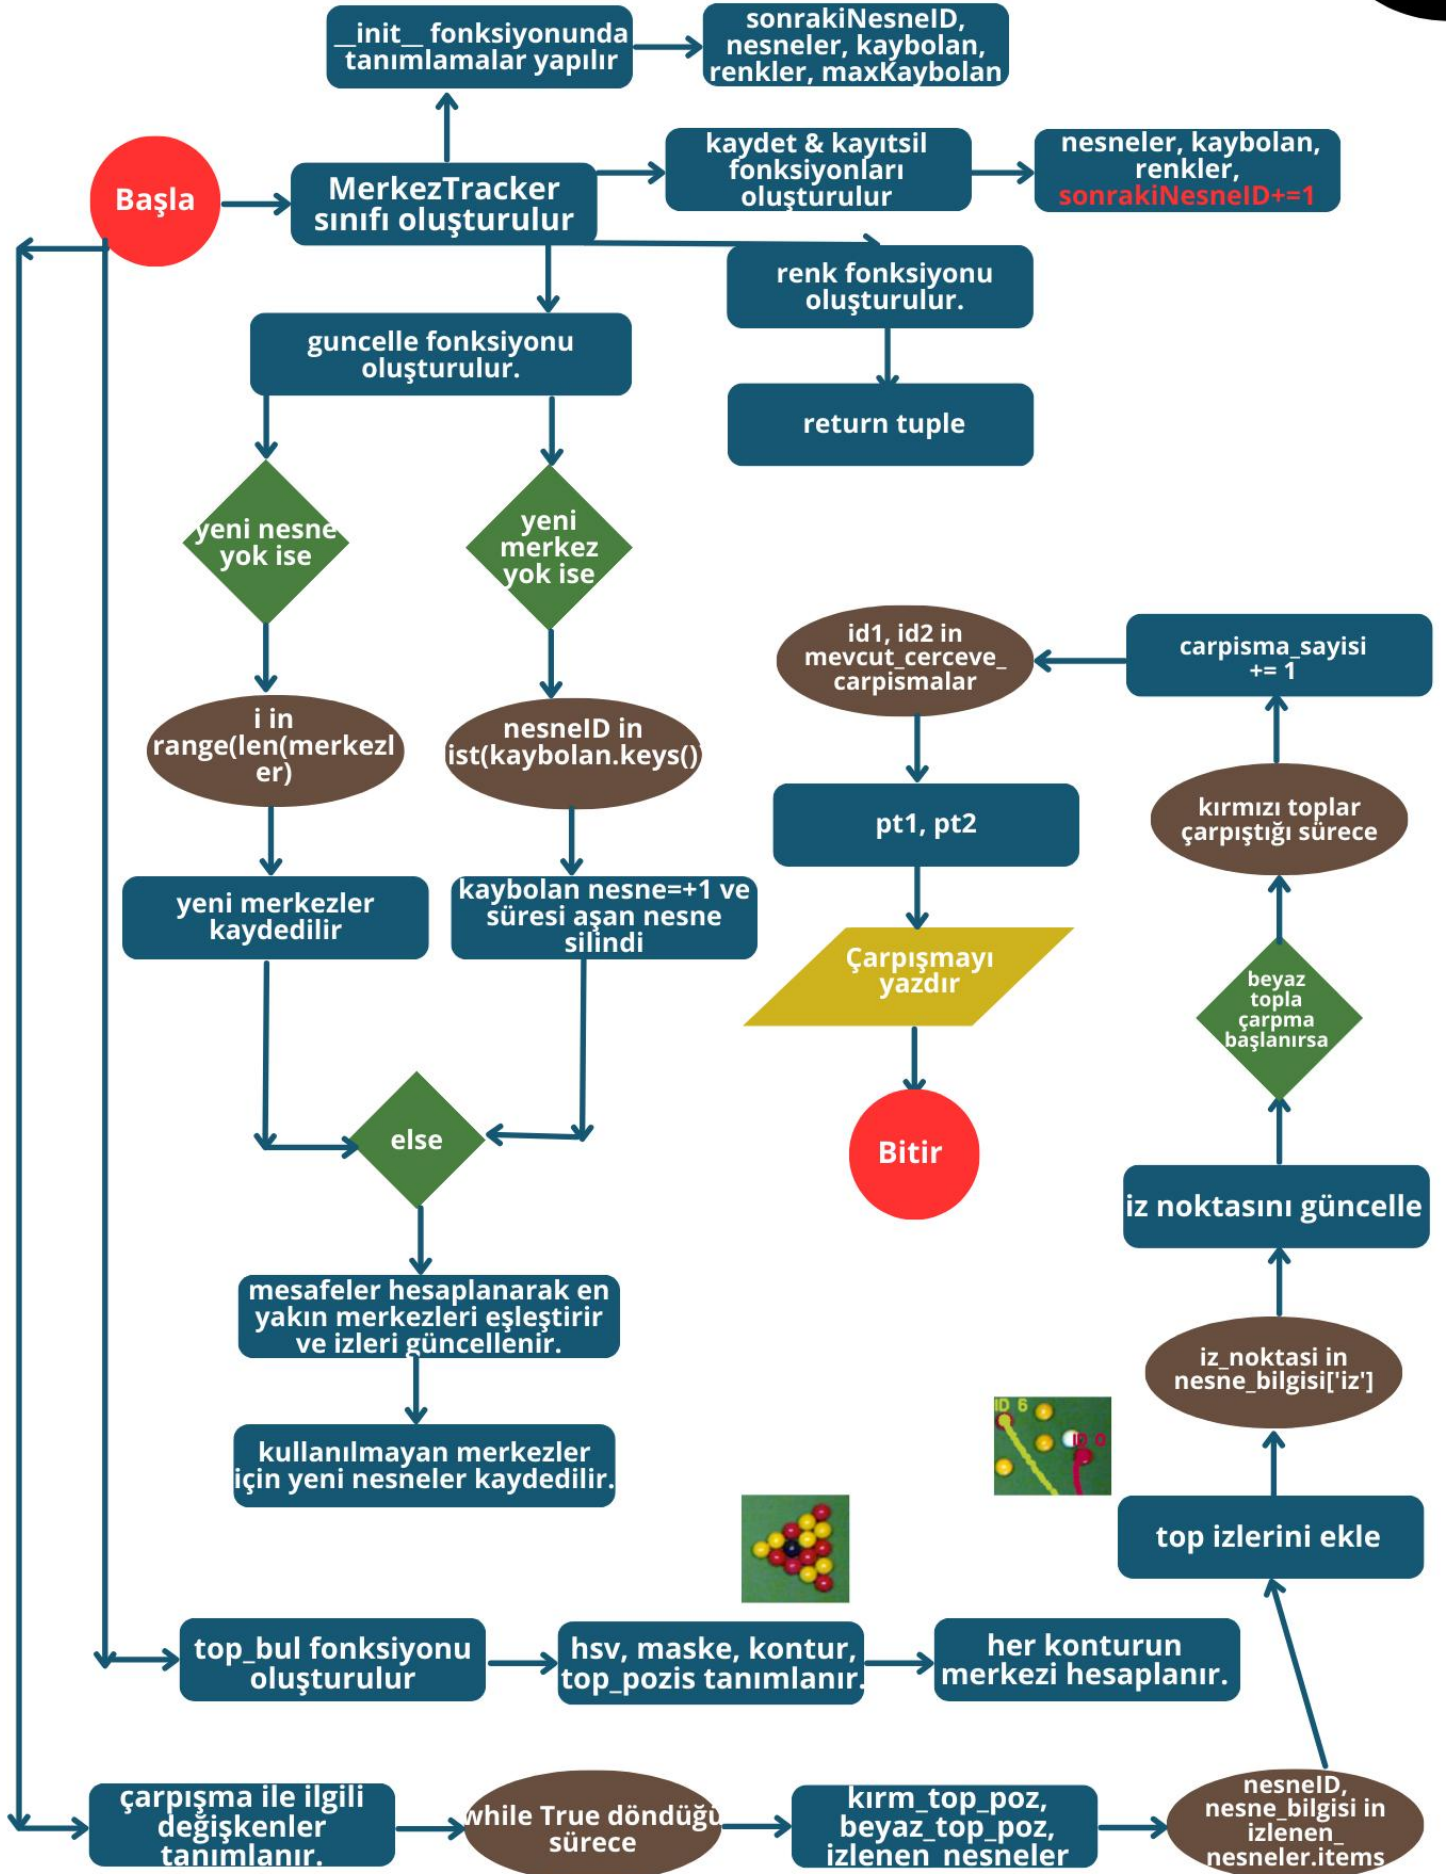 __init__ fonksiyonunda
tanımlamalar yapılır
sonrakiNesneID,
nesneler, kaybolan,
renkler, maxKaybolan
Başla
MerkezTracker
sınıfı oluşturulur
kaydet & kayıtsil
fonksiyonları
oluşturulur
nesneler, kaybolan,
renkler,
sonrakiNesneID+=1
renk fonksiyonu
oluşturulur.
return tuple
guncelle fonksiyonu
oluşturulur.
yeni nesne
yok ise
yeni
merkez
yok ise
i in
range(len(merkezl
er)
nesneID in
ist(kaybolan.keys()
yeni merkezler
kaydedilir
kaybolan nesne=+1 ve
süresi aşan nesne
silindi
else
mesafeler hesaplanarak en
yakın merkezleri eşleştirir
ve izleri güncellenir.
kullanılmayan merkezler
için yeni nesneler kaydedilir.
id1, id2 in
mevcut_cerceve_
carpismalar
carpisma_sayisi
+= 1
pt1, pt2
kırmızı toplar
çarpıştığı sürece
Çarpışmayı
yazdır
beyaz
topla
çarpma
başlanırsa
Bitir
iz noktasını güncelle
iz_noktasi in
nesne_bilgisi['iz']
ID 6
ID 0
top izlerini ekle
top_bul fonksiyonu
oluşturulur
hsv, maske, kontur,
top_pozis tanımlanır.
her konturun
merkezi hesaplanır.
çarpışma ile ilgili
değişkenler
tanımlanır.
while True döndüğü
sürece
kırm_top_poz,
beyaz_top_poz,
izlenen_nesneler
nesneID,
nesne_bilgisi in
izlenen_
nesneler.items